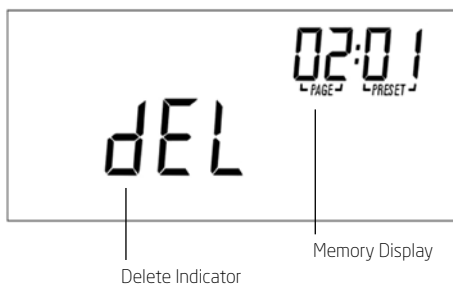 02:01
PAGE PRESET
dEL
Memory Display
Delete Indicator